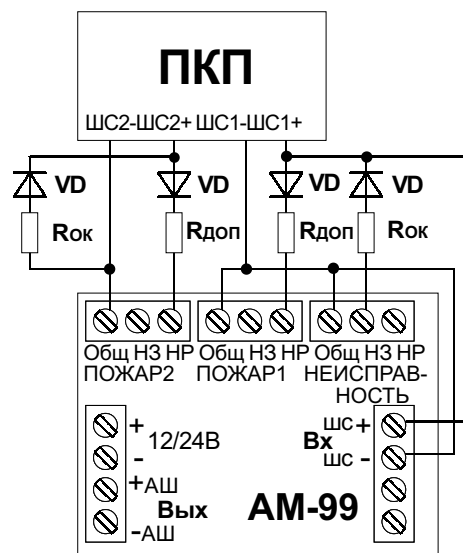 ПКП
ШС2-ШС2+ ШС1-ШС1+
VD VD VD VD
Rок Rдоп Rдоп Rок
Общ НЗ НР Общ НЗ НР Общ НЗ НР
ПОЖАР2 ПОЖАР1 НЕИСПРАВ-
НОСТЬ
+ 12/24В -
шс +
Вх
шс -
+АШ
Вых
-АШ
АМ-99